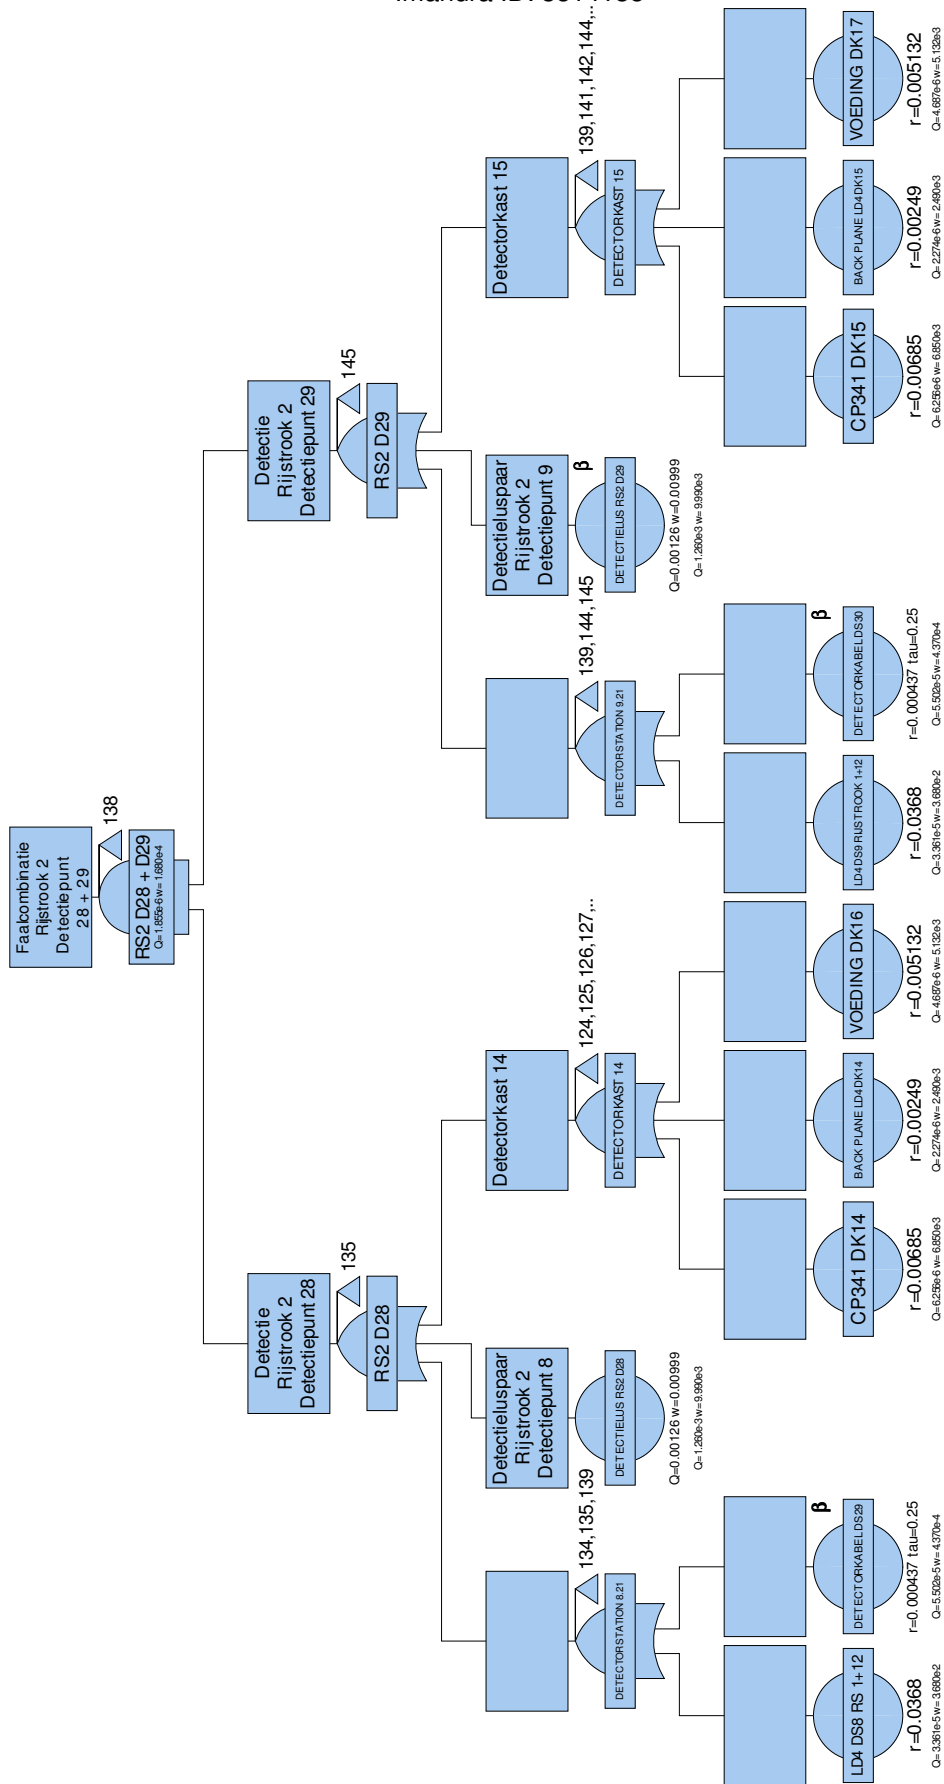 Faalcombinatie
Rijstrook 2
Detectiepunt
28 + 29
138
RS2 D28 + D29
Q=1.855e-6 w=1.680e-4
Detectie
Rijstrook 2
Detectiepunt 28
135
RS2 D28
Detectie
Rijstrook 2
Detectiepunt 29
145
RS2 D29
134,135,139
DETECTORSTATION 8.21
Detectieluspaar
Rijstrook 2
Detectiepunt 8
DETECTIELUS RS2 D28
Q=0.00126 w=0.00999
Q=1.260e-3 w=9.990e-3
Detectorkast 14
124,125,126,127,..
DETECTORKAST 14
139,144,145
DETECTORSTATION 9.21
Detectieluspaar
Rijstrook 2
Detectiepunt 9
β
DETECTIELUS RS2 D29
Q=0.00126 w=0.00999
Q=1.260e-3 w=9.990e-3
Detectorkast 15
139,141,142,144,..
DETECTORKAST 15
LD4 DS8 RS 1+12
r=0.0368
Q=3.361e-5 w=3.680e-2
β
DETECTORKABEL DS29
r=0.000437 tau=0.25
Q=5.502e-5 w=4.370e-4
CP341 DK14
r=0.00685
Q=6.256e-6 w=6.850e-3
BACK PLANE LD4 DK14
r=0.00249
Q=2.274e-6 w=2.490e-3
VOEDING DK16
r=0.005132
Q=4.687e-6 w=5.132e-3
LD4 DS9 RIJSTROOK 1+12
r=0.0368
Q=3.361e-5 w=3.680e-2
β
DETECTORKABEL DS30
r=0.000437 tau=0.25
Q=5.502e-5 w=4.370e-4
CP341 DK15
r=0.00685
Q=6.256e-6 w=6.850e-3
BACK PLANE LD4 DK15
r=0.00249
Q=2.274e-6 w=2.490e-3
VOEDING DK17
r=0.005132
Q=4.687e-6 w=5.132e-3